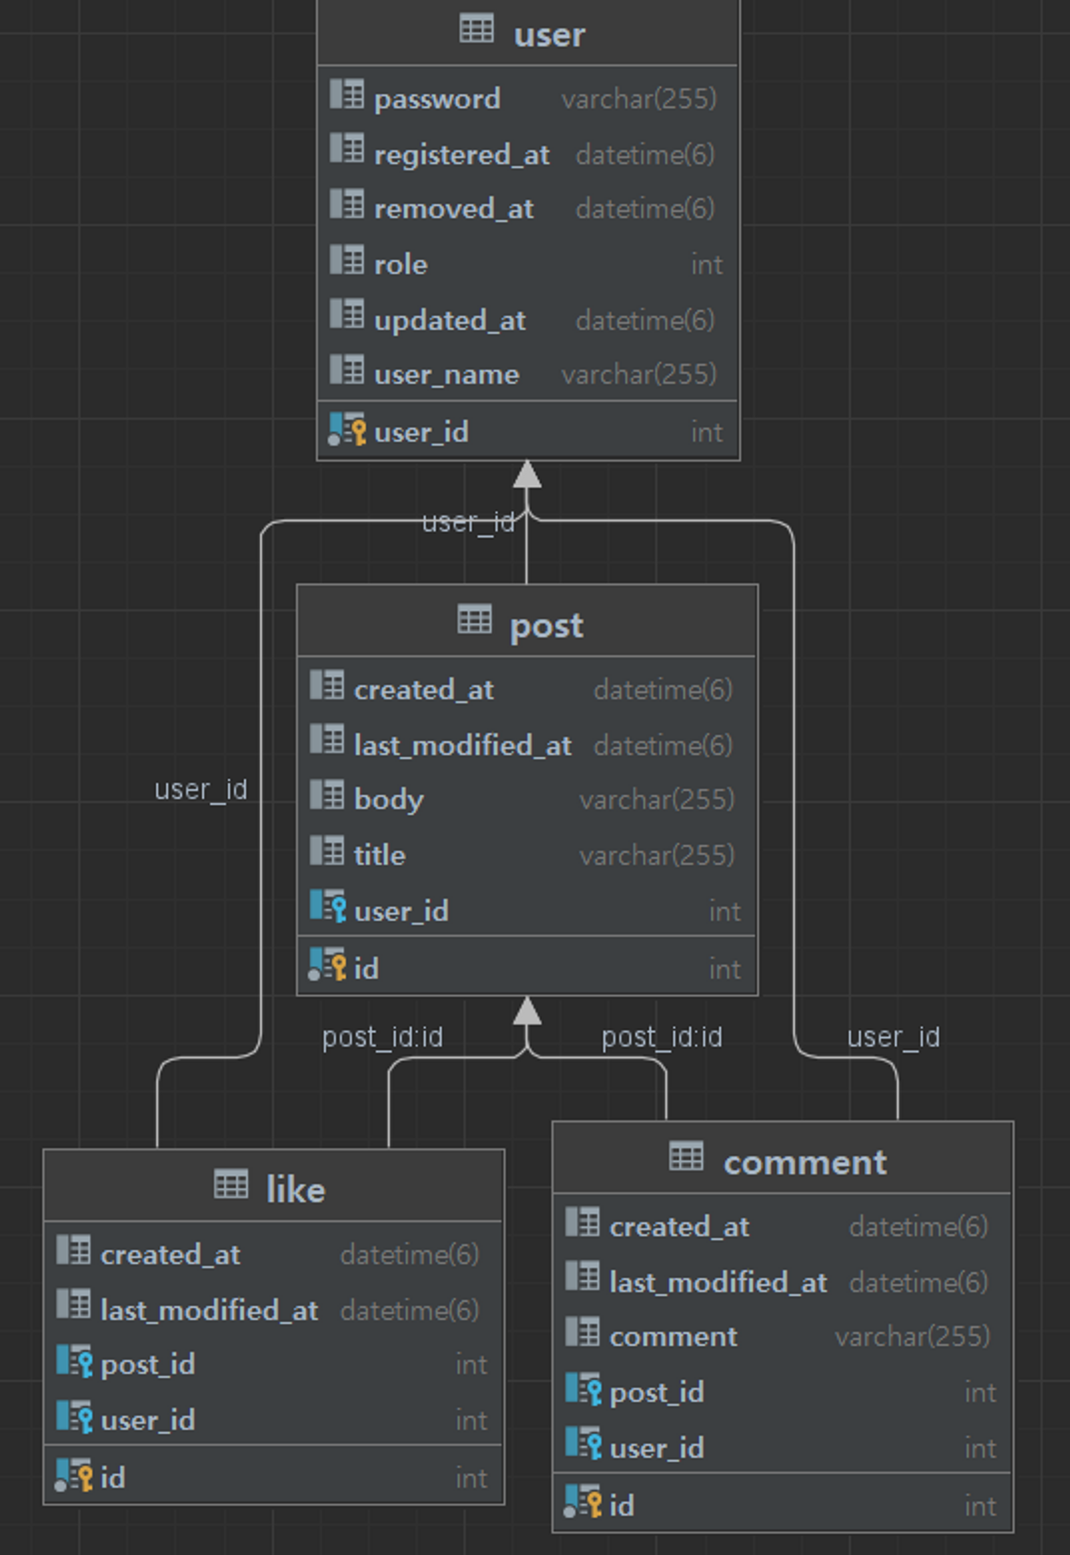 user
password varchar(255)
registered_at datetime(6)
removed_at datetime(6)
role int
updated_at datetime(6)
user_name varchar(255)
user_id int
user_id
post
created_at datetime(6)
last_modified_at datetime(6)
user_id
body varchar(255)
title varchar(255)
user_id int
id int
post_id:id post_id:id user_id
like
created_at datetime(6)
last_modified_at datetime(6)
post_id int
user_id int
id int
comment
created_at datetime(6)
last_modified_at datetime(6)
comment varchar(255)
post_id int
user_id int
id int